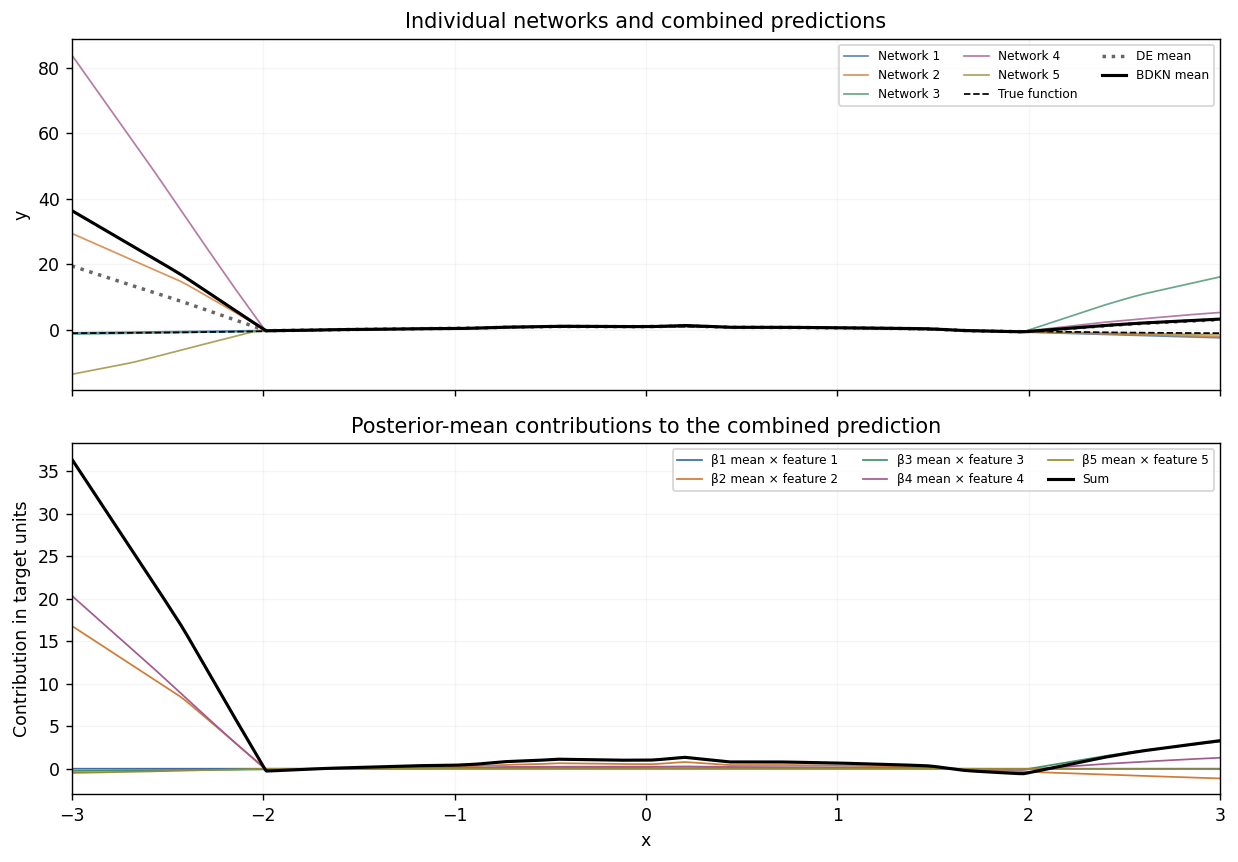 Individual networks and combined predictions
Network 1
Network 2
Network 3
Network 4
Network 5
True function
DE mean
BDKN mean
80
60
40
20
0
y
Posterior-mean contributions to the combined prediction
β1 mean × feature 1
β2 mean × feature 2
β3 mean × feature 3
β4 mean × feature 4
β5 mean × feature 5
Sum
35
30
25
20
15
10
5
0
Contribution in target units
−3
−2
−1
0
1
2
3
x